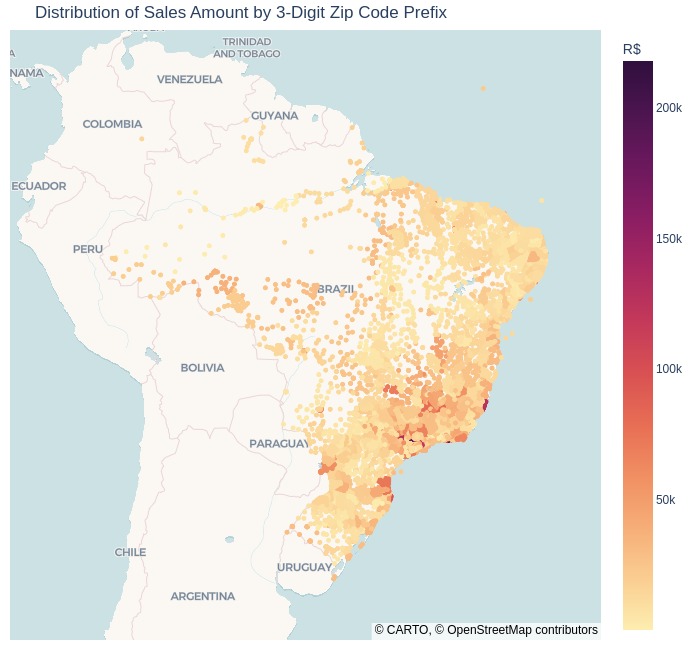 Distribution of Sales Amount by 3-Digit Zip Code Prefix
R$
TRINIDAD
AND TOBAGO
NAMA
VENEZUELA
200k
GUYANA
COLOMBIA
ECUADOR
150k
PERU
BRAZIL
BOLIVIA
100k
PARAGUAY
50k
CHILE
URUGUAY
ARGENTINA
© CARTO, © OpenStreetMap contributors